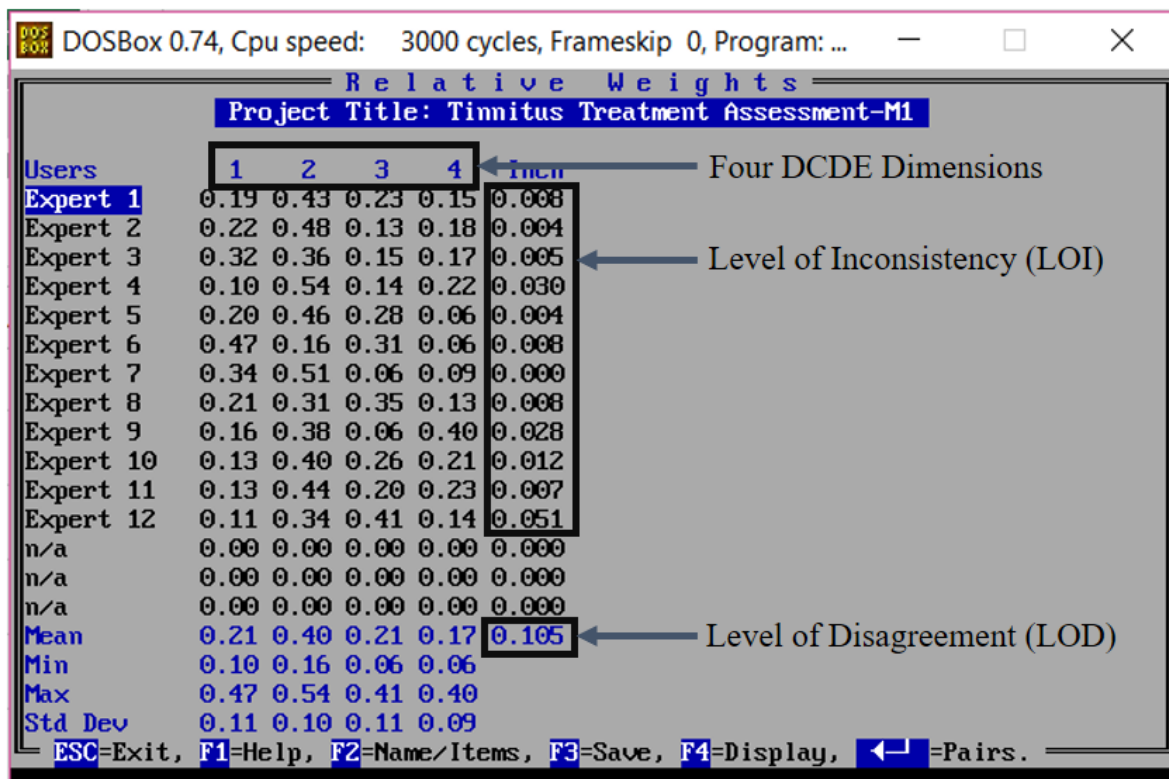 DOSBox 0.74, Cpu speed: 3000 cycles, Frameskip 0, Program: ...
Relative Weights
Project Title: Tinnitus Treatment Assessment-M1
Users 1 2 3 4 Incn Four DCDE Dimensions
Expert 1 0.19 0.43 0.23 0.15 0.008
Expert 2 0.22 0.48 0.13 0.18 0.004
Expert 3 0.32 0.36 0.15 0.17 0.005 Level of Inconsistency (LOI)
Expert 4 0.10 0.54 0.14 0.22 0.030
Expert 5 0.20 0.46 0.28 0.06 0.004
Expert 6 0.47 0.16 0.31 0.06 0.008
Expert 7 0.34 0.51 0.06 0.09 0.000
Expert 8 0.21 0.31 0.35 0.13 0.008
Expert 9 0.16 0.38 0.06 0.40 0.028
Expert 10 0.13 0.40 0.26 0.21 0.012
Expert 11 0.13 0.44 0.20 0.23 0.007
Expert 12 0.11 0.34 0.41 0.14 0.051
n/a 0.00 0.00 0.00 0.00 0.000
n/a 0.00 0.00 0.00 0.00 0.000
n/a 0.00 0.00 0.00 0.00 0.000
Mean 0.21 0.40 0.21 0.17 0.105 Level of Disagreement (LOD)
Min 0.10 0.16 0.06 0.06
Max 0.47 0.54 0.41 0.40
Std Dev 0.11 0.10 0.11 0.09
ESC=Exit, F1=Help, F2=Name/Items, F3=Save, F4=Display, ◄─┘=Pairs.